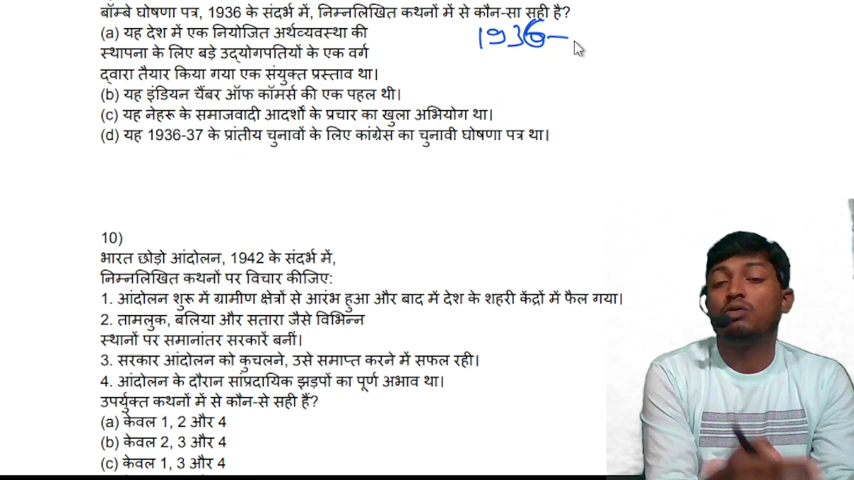 बॉम्बे घोषणा पत्र, 1936 के संदर्भ में, निम्नलिखित कथनों में से कौन-सा सही है?
(a) यह देश में एक नियोजित अर्थव्यवस्था की
1936-
स्थापना के लिए बड़े उद्योगपतियों के एक वर्ग
द्वारा तैयार किया गया एक संयुक्त प्रस्ताव था।
(b) यह इंडियन चैंबर ऑफ कॉमर्स की एक पहल थी।
(c) यह नेहरू के समाजवादी आदर्शों के प्रचार का खुला अभियोग था।
(d) यह 1936-37 के प्रांतीय चुनावों के लिए कांग्रेस का चुनावी घोषणा पत्र था।
10)
भारत छोड़ो आंदोलन, 1942 के संदर्भ में,
निम्नलिखित कथनों पर विचार कीजिए:
1. आंदोलन शुरू में ग्रामीण क्षेत्रों से आरंभ हुआ और बाद में देश के शहरी केंद्रों में फैल गया।
2. तामलुक, बलिया और सतारा जैसे विभिन्न
स्थानों पर समानांतर सरकारें बनीं।
3. सरकार आंदोलन को कुचलने, उसे समाप्त करने में सफल रही।
4. आंदोलन के दौरान सांप्रदायिक झड़पों का पूर्ण अभाव था।
उपर्युक्त कथनों में से कौन-से सही हैं?
(a) केवल 1, 2 और 4
(b) केवल 2, 3 और 4
(c) केवल 1, 3 और 4